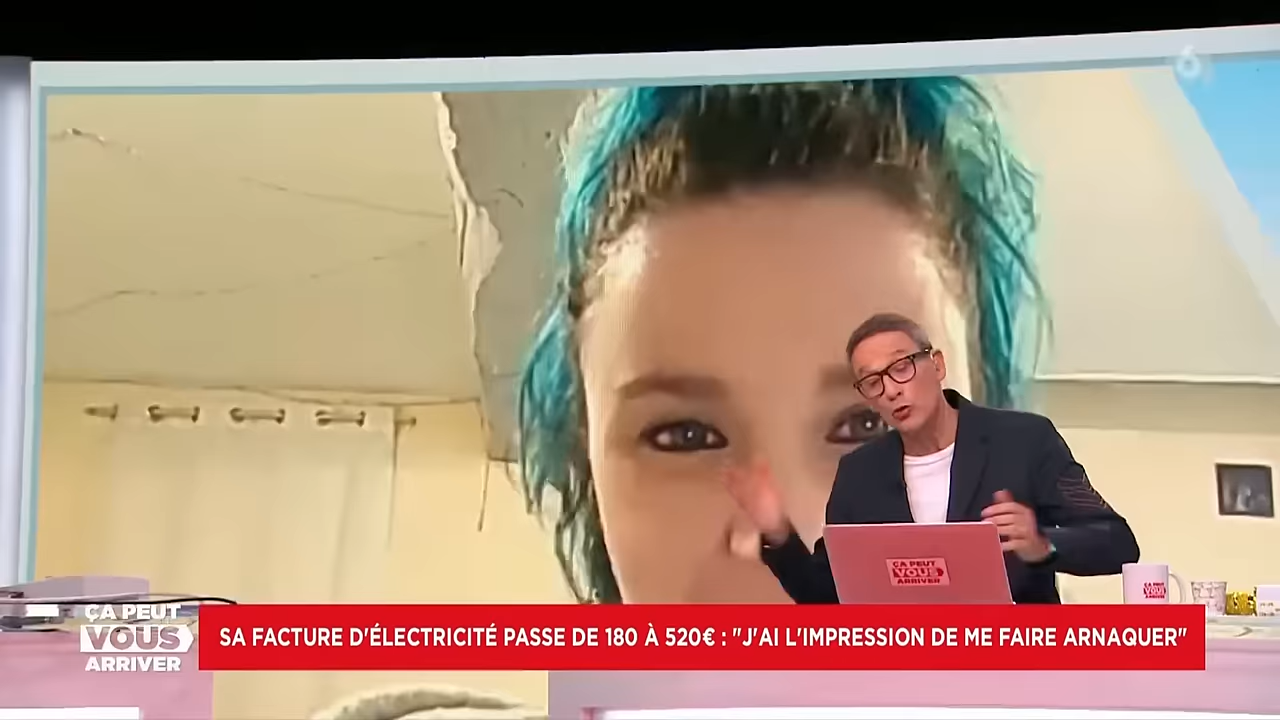 6
ÇA PEUT
VOUS
ARRIVER
ÇA PEUT
VOUS
ARRIVER
SA FACTURE D'ÉLECTRICITÉ PASSE DE 180 À 520€ : "J'AI L'IMPRESSION DE ME FAIRE ARNAQUER"